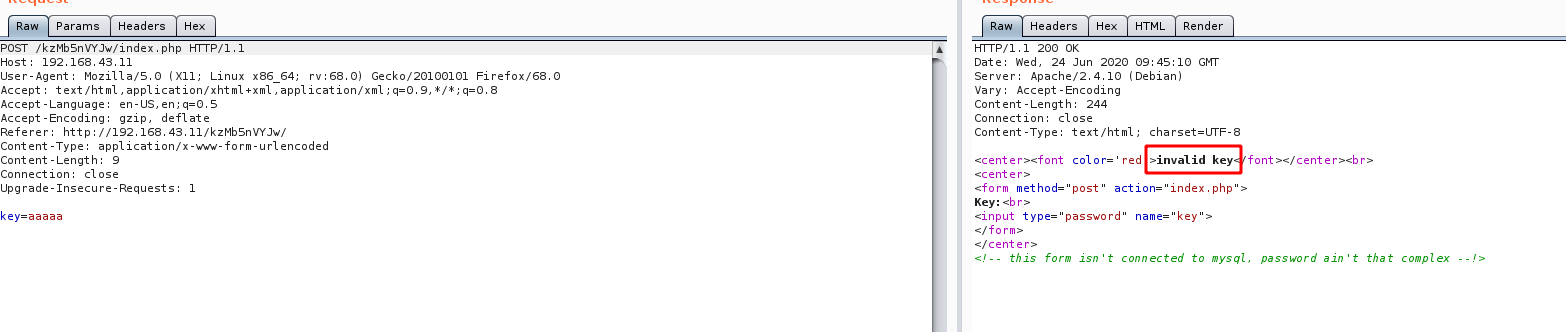 Request
Raw Params Headers Hex
POST /kzMb5nVYJw/index.php HTTP/1.1
Host: 192.168.43.11
User-Agent: Mozilla/5.0 (X11; Linux x86_64; rv:68.0) Gecko/20100101 Firefox/68.0
Accept: text/html,application/xhtml+xml,application/xml;q=0.9,*/*;q=0.8
Accept-Language: en-US,en;q=0.5
Accept-Encoding: gzip, deflate
Referer: http://192.168.43.11/kzMb5nVYJw/
Content-Type: application/x-www-form-urlencoded
Content-Length: 9
Connection: close
Upgrade-Insecure-Requests: 1
key=aaaaa
Response
Raw Headers Hex HTML Render
HTTP/1.1 200 OK
Date: Wed, 24 Jun 2020 09:45:10 GMT
Server: Apache/2.4.10 (Debian)
Vary: Accept-Encoding
Content-Length: 244
Connection: close
Content-Type: text/html; charset=UTF-8
<center><font color='red'>invalid key</font></center><br>
<center>
<form method="post" action="index.php">
Key:<br>
<input type="password" name="key">
</form>
</center>
<!-- this form isn't connected to mysql, password ain't that complex --!>